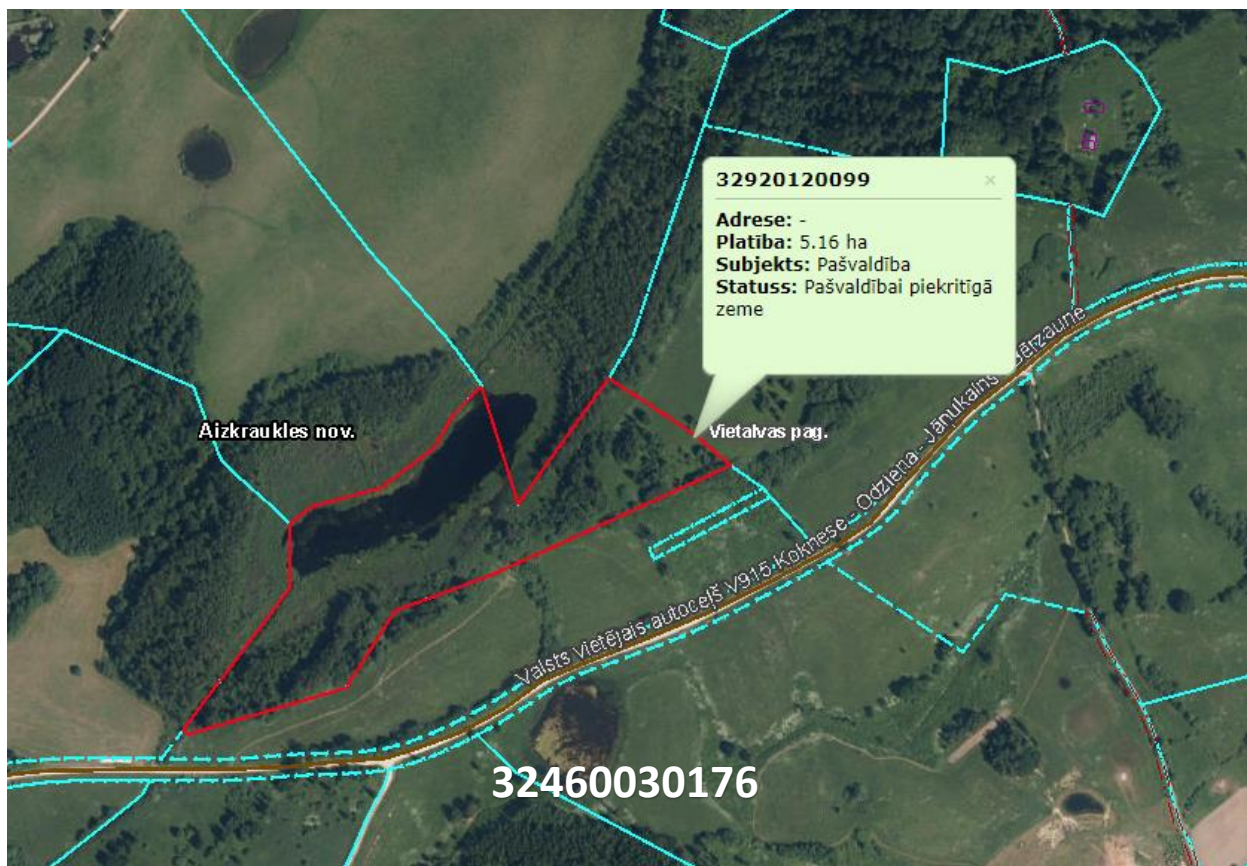 32920120099 ×
Adrese: -
Platība: 5.16 ha
Subjekts: Pašvaldība
Statuss: Pašvaldībai piekritīgā
zeme
Aizkraukles nov.
Vietalvas pag.
Valsts vietējais autoceļš V915 Koknese - Odziena - Jāņukalns - Bērzaune
32460030176